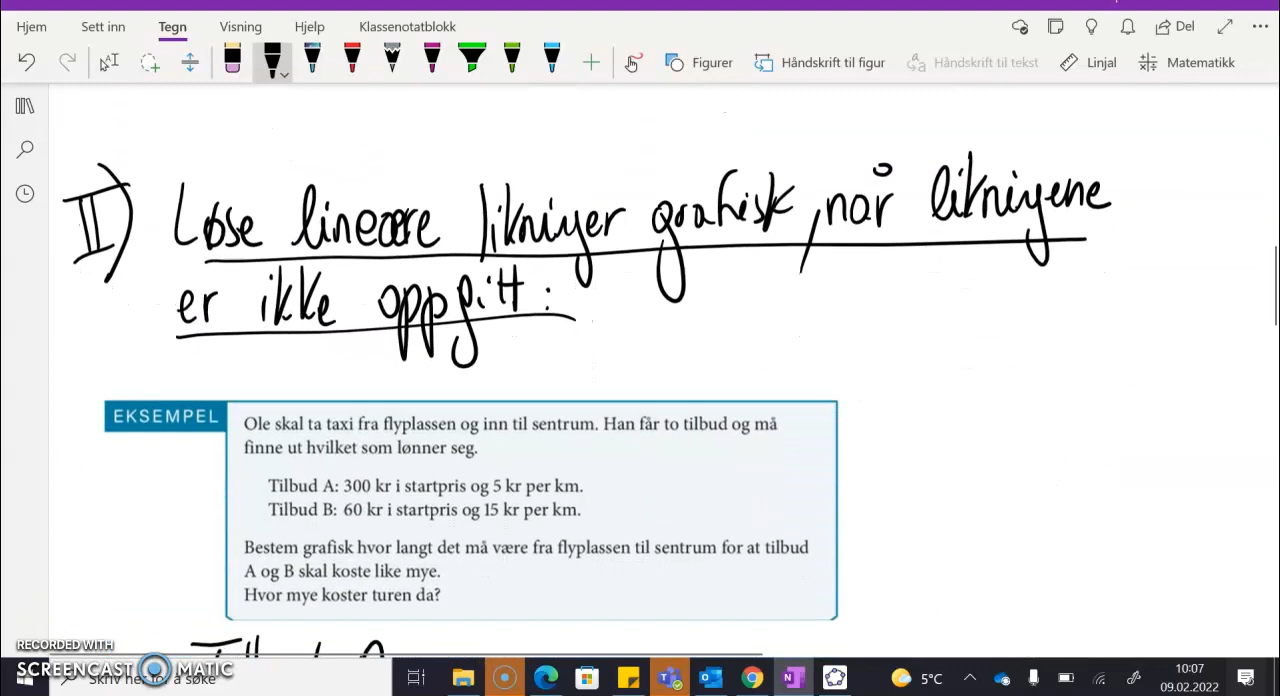 Hjem Sett inn Tegn Visning Hjelp Klassenotatblokk Del
Figurer Håndskrift til figur Håndskrift til tekst Linjal Matematikk
II) Løse lineære likninger grafisk, når likningene
er ikke oppgitt:
EKSEMPEL
Ole skal ta taxi fra flyplassen og inn til sentrum. Han får to tilbud og må
finne ut hvilket som lønner seg.
Tilbud A: 300 kr i startpris og 5 kr per km.
Tilbud B: 60 kr i startpris og 15 kr per km.
Bestem grafisk hvor langt det må være fra flyplassen til sentrum for at tilbud
A og B skal koste like mye.
Hvor mye koster turen da?
RECORDED WITH
SCREENCAST MATIC
Skriv her for å søke
5°C
10:07
09.02.2022